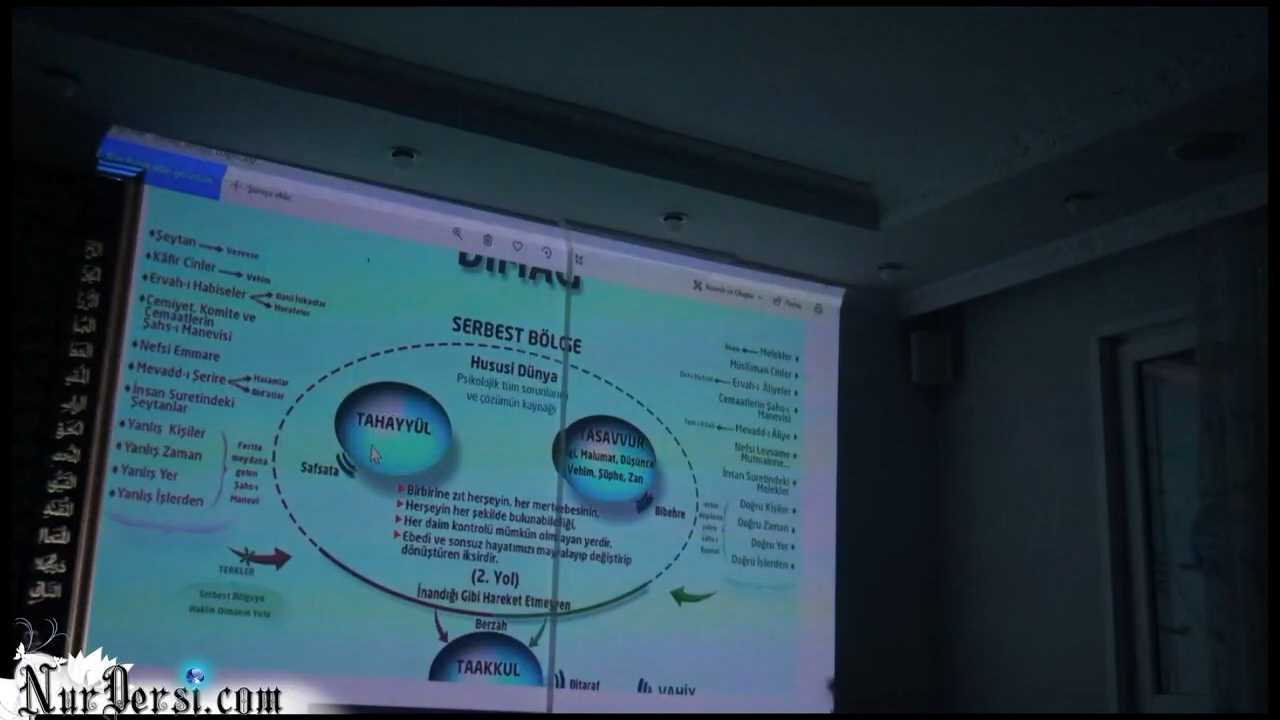 Şuraya ekle
DİMAĞ
SERBEST BÖLGE
Hususi Dünya
Psikolojik tüm sorunların
ve çözümün kaynağı
♦Şeytan → Vesvese
♦Kâfir Cinler → Vehim
♦Ervah-ı Habiseler
Batıl İtikadlar
Hurafeler
♦Cemiyet, Komite ve
Cemaatlerin
Şahs-ı Manevisi
♦Nefsi Emmare
♦Mevadd-ı Şerire
Haramlar
Bid'atlar
♦İnsan Suretindeki
Şeytanlar
♦Yanlış Kişiler
♦Yanlış Zaman
♦Yanlış Yer
♦Yanlış İşlerden
Fertte
meydana
gelen
Şahs-ı
Manevi
TERKLER
Serbest Bölgeye
Hakim Olmanın Yolu
TAHAYYÜL
Safsata
TASAVVUR
gi, Malumat, Düşünce
Vehim, Şüphe, Zan
Bibehre
Birbirine zıt herşeyin, her mertebesinin,
Herşeyin her şekilde bulunabildiği,
Her daim kontrolü mümkün olmayan yerdir.
Ebedi ve sonsuz hayatımızı mayalayıp değiştirip
dönüştüren iksirdir.
(2. Yol)
İnandığı Gibi Hareket Etmeyen
Berzah
TAAKKUL
Bitaraf
VAHİY
Melekler ♦
Müslüman Cinler ♦
Ervah-ı Âliyeler ♦
Cemaatlerin Şahs-ı ♦
Manevisi
Mevadd-ı Âliye ♦
Nefsi Levvame ♦
Mutmainne...
İnsan Suretindeki ♦
Melekler
Doğru Kişiler ♦
Doğru Zaman ♦
Doğru Yer ♦
Doğru İşlerden ♦
NurDersi.com